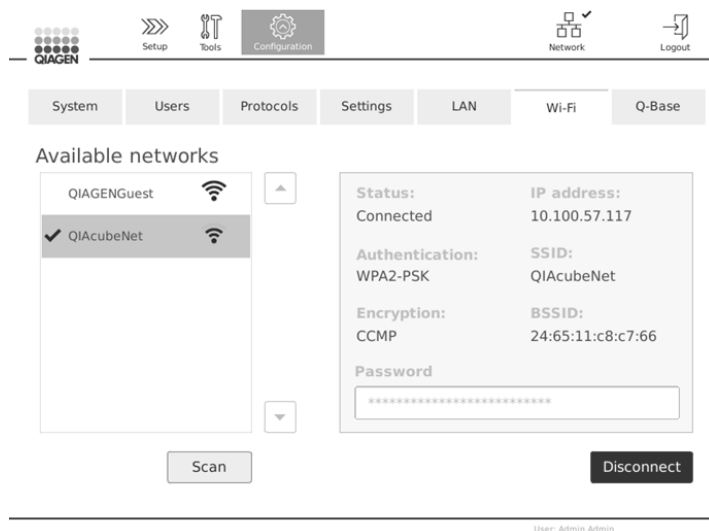 QIAGEN
Setup
Tools
Configuration
Network
Logout
System
Users
Protocols
Settings
LAN
Wi-Fi
Q-Base
Available networks
QIAGENGuest
QIAcubeNet
Status:
IP address:
Connected
10.100.57.117
Authentication:
SSID:
WPA2-PSK
QIAcubeNet
Encryption:
BSSID:
CCMP
24:65:11:c8:c7:66
Password
**************************
Scan
Disconnect
User: Admin Admin